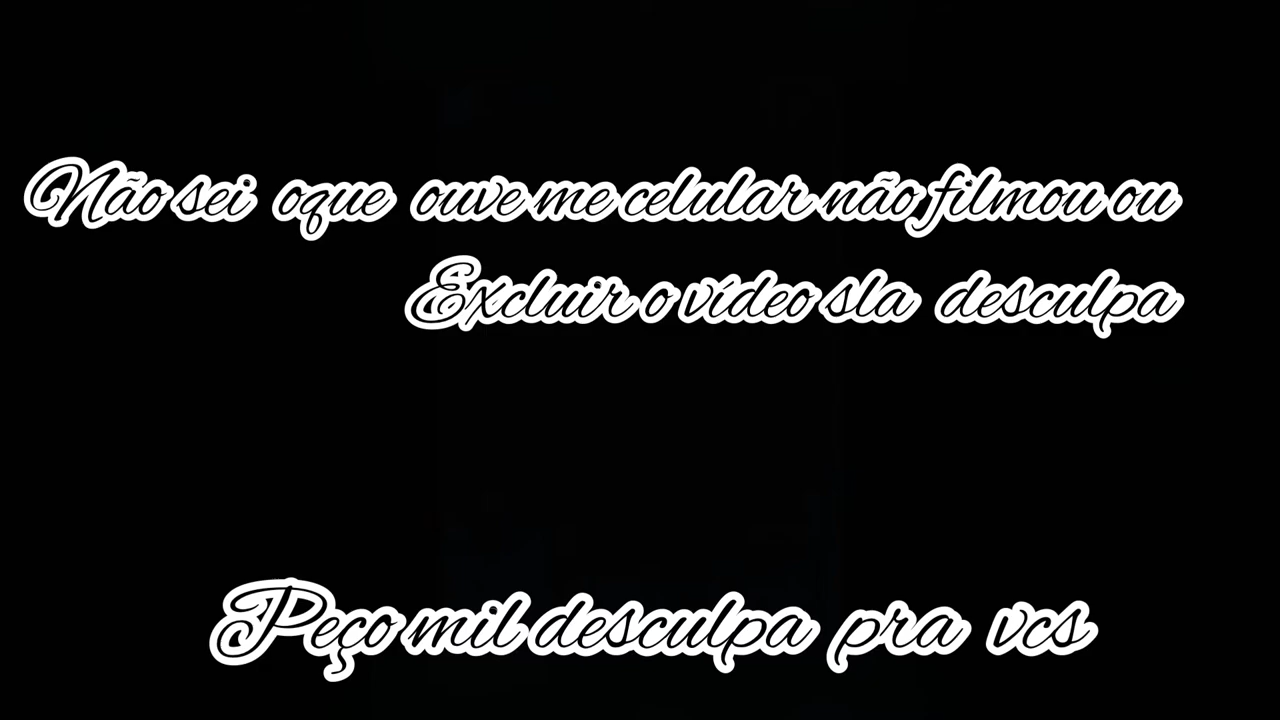 Não sei oque ouve me celular não filmou ou
Excluir o vídeo sla desculpa
Peço mil desculpa pra vcs